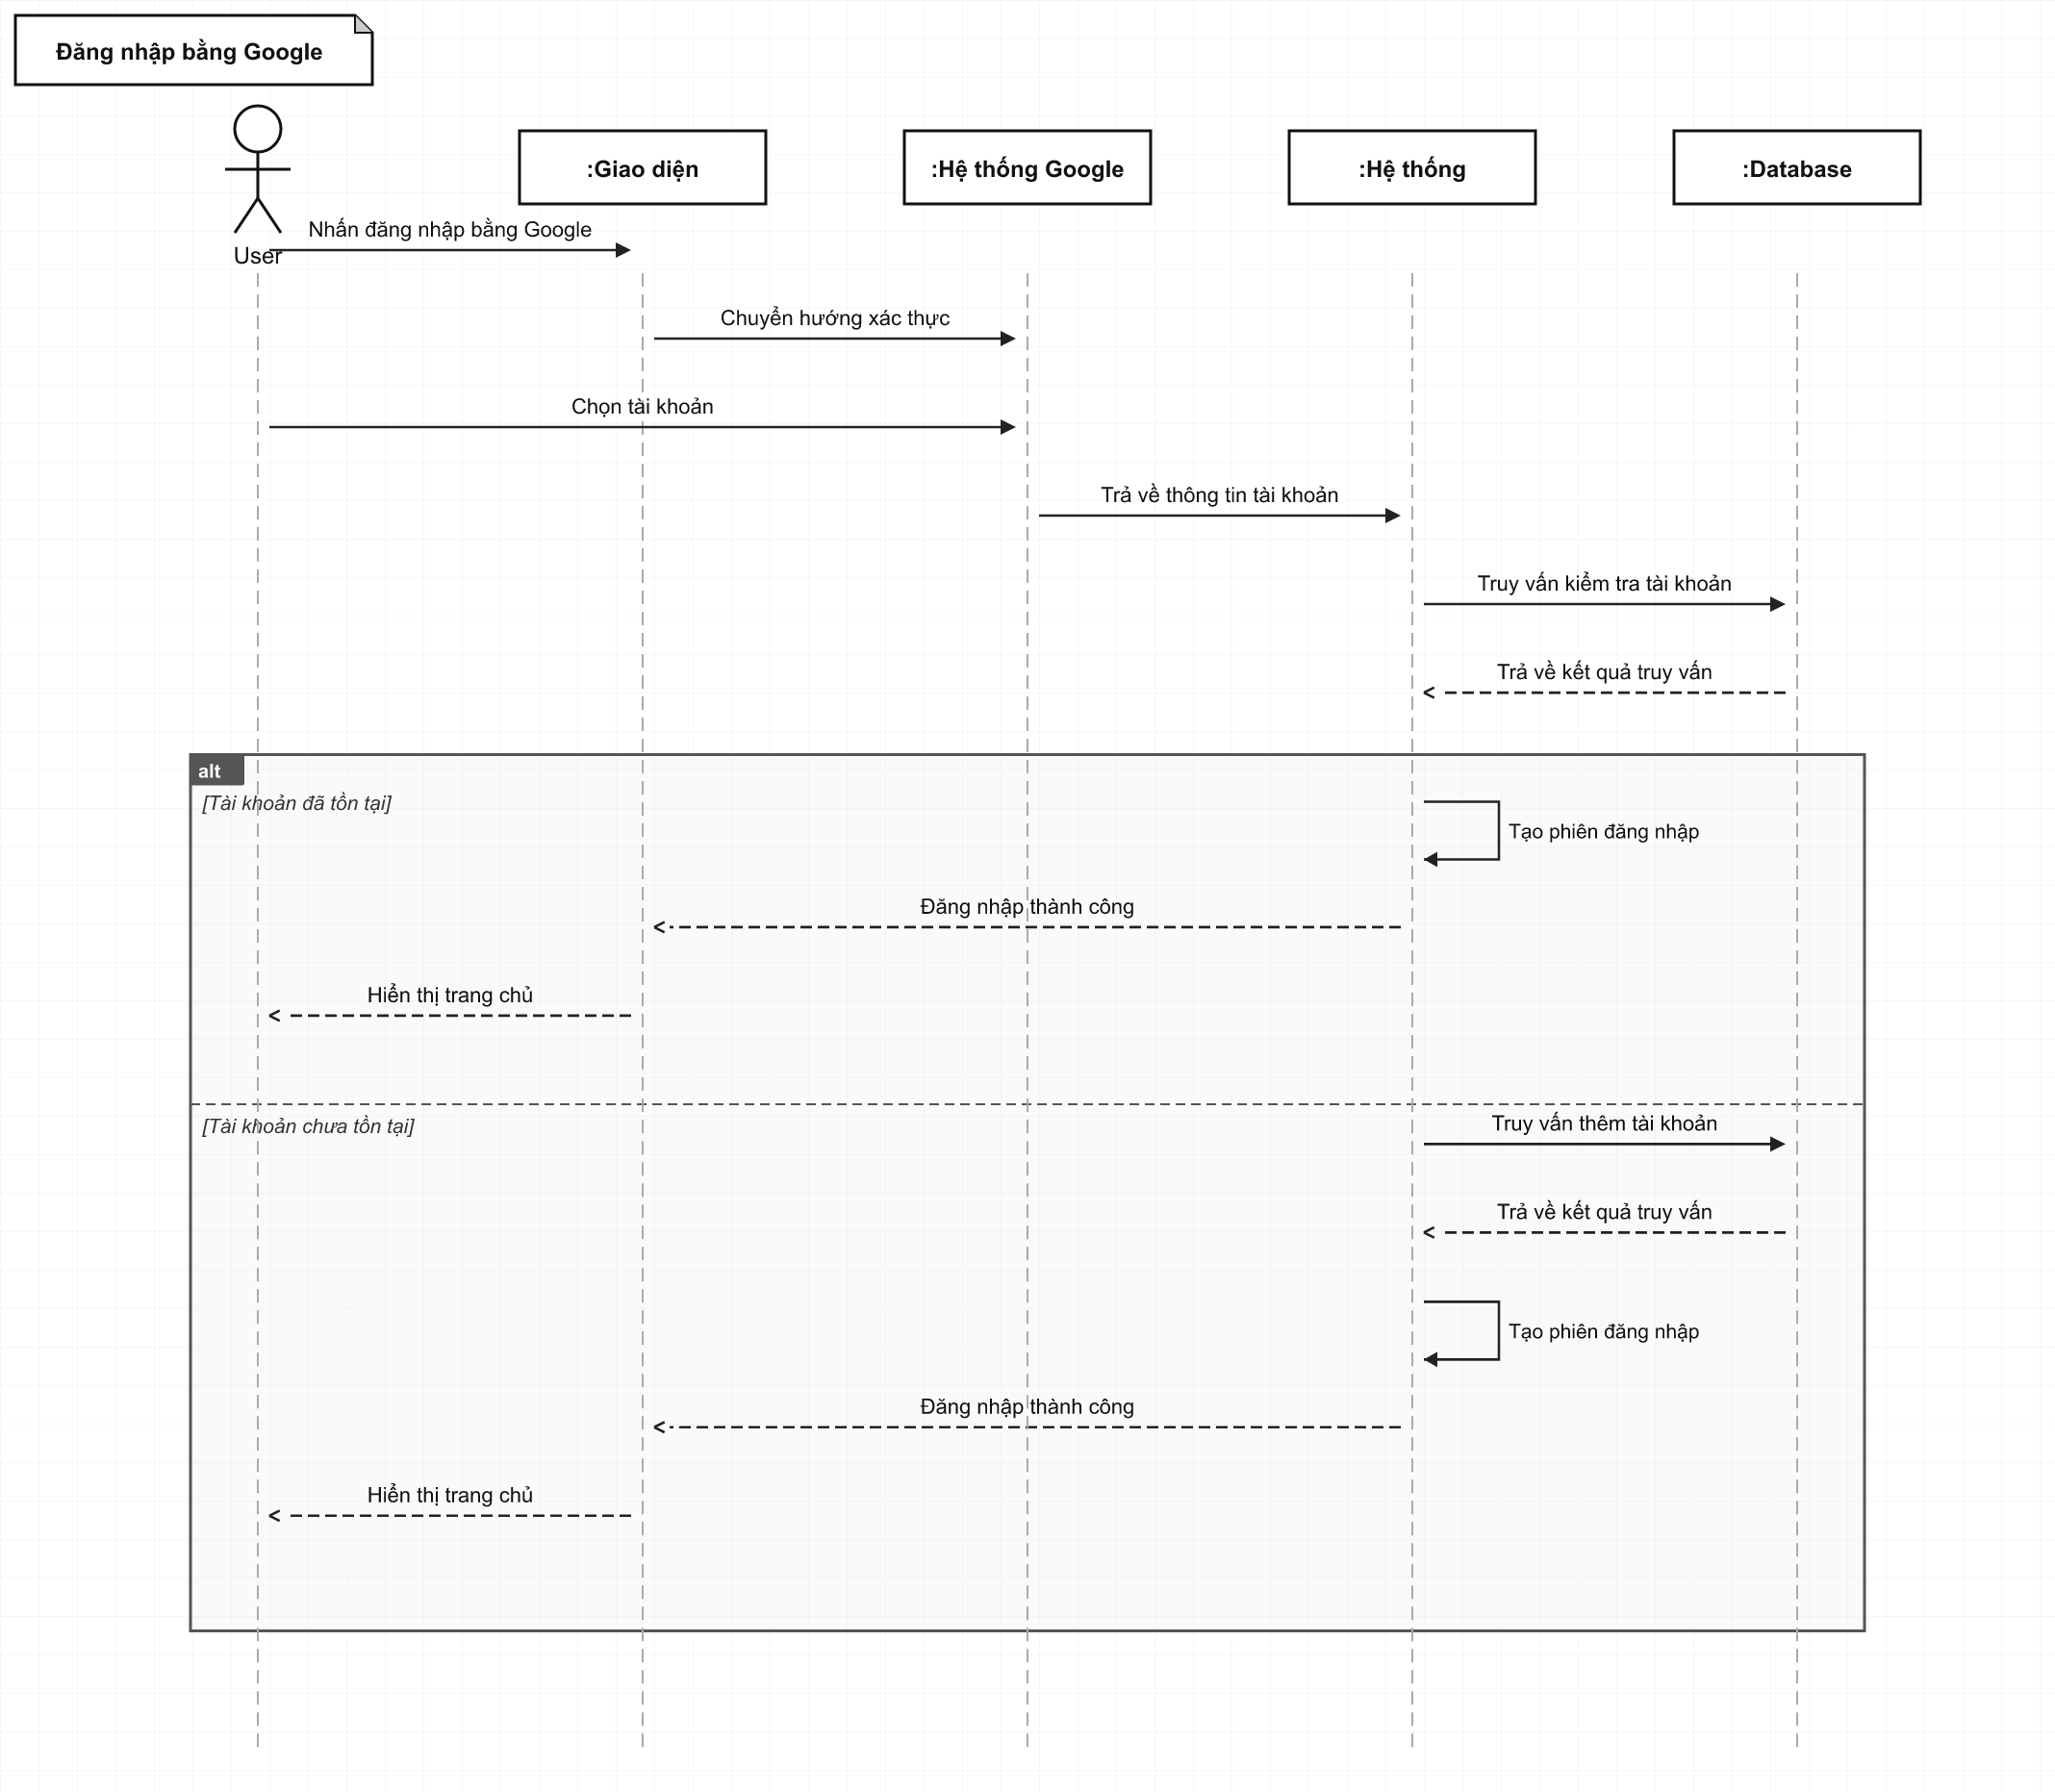 Đăng nhập bằng Google
:Giao diện
:Hệ thống Google
:Hệ thống
:Database
User
Nhấn đăng nhập bằng Google
Chuyển hướng xác thực
Chọn tài khoản
Trả về thông tin tài khoản
Truy vấn kiểm tra tài khoản
Trả về kết quả truy vấn
alt
[Tài khoản đã tồn tại]
Tạo phiên đăng nhập
Đăng nhập thành công
Hiển thị trang chủ
[Tài khoản chưa tồn tại]
Truy vấn thêm tài khoản
Trả về kết quả truy vấn
Tạo phiên đăng nhập
Đăng nhập thành công
Hiển thị trang chủ